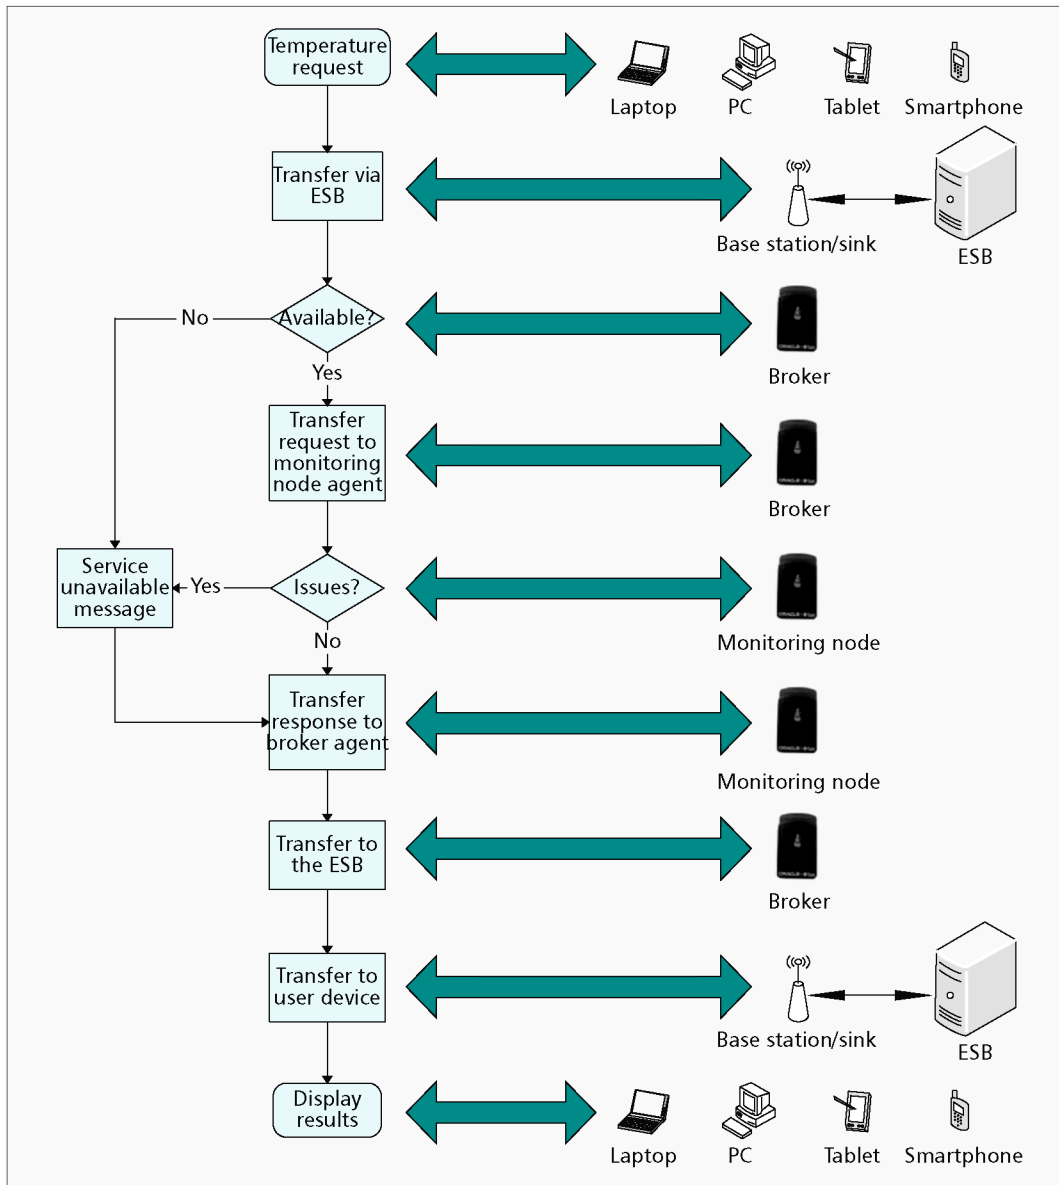 Temperature
request
Laptop
PC
Tablet
Smartphone
Transfer via
ESB
Base station/sink
ESB
No
Available?
Broker
Yes
Transfer
request to
monitoring
node agent
Broker
Service
unavailable
message
Yes
Issues?
Monitoring node
No
Transfer
response to
broker agent
Monitoring node
Transfer to
the ESB
Broker
Transfer to
user device
Base station/sink
ESB
Display
results
Laptop
PC
Tablet
Smartphone